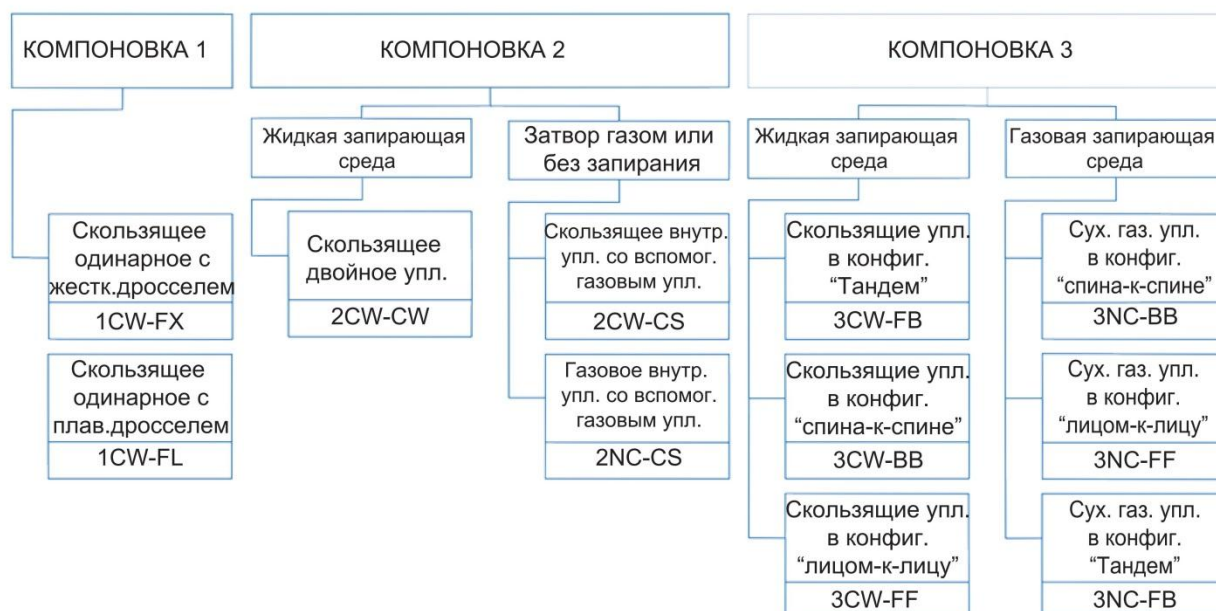 КОМПОНОВКА 1
Скользящее
одинарное с
жестк.дросселем
1CW-FX
Скользящее
одинарное с
плав.дросселем
1CW-FL
КОМПОНОВКА 2
Жидкая запирающая
среда
Скользящее
двойное упл.
2CW-CW
Затвор газом или
без запирания
Скользящее внутр.
упл. со вспомог.
газовым упл.
2CW-CS
Газовое внутр.
упл. со вспомог.
газовым упл.
2NC-CS
КОМПОНОВКА 3
Жидкая запирающая
среда
Скользящие упл.
в конфиг.
“Тандем”
3CW-FB
Скользящие упл.
в конфиг.
“спина-к-спине”
3CW-BB
Скользящие упл.
в конфиг.
“лицом-к-лицу”
3CW-FF
Газовая запирающая
среда
Сух. газ. упл.
в конфиг.
“спина-к-спине”
3NC-BB
Сух. газ. упл.
в конфиг.
“лицом-к-лицу”
3NC-FF
Сух. газ. упл.
в конфиг.
“Тандем”
3NC-FB